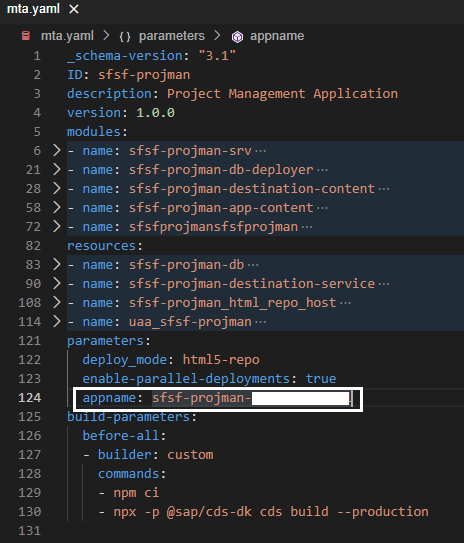 mta.yaml ×
mta.yaml > {} parameters > appname
1 _schema-version: "3.1"
2 ID: sfsf-projman
3 description: Project Management Application
4 version: 1.0.0
5 modules:
6 > - name: sfsf-projman-srv ···
21 > - name: sfsf-projman-db-deployer ···
28 > - name: sfsf-projman-destination-content ···
58 > - name: sfsf-projman-app-content ···
72 > - name: sfsfprojmansfsfprojman ···
82 resources:
83 > - name: sfsf-projman-db ···
90 > - name: sfsf-projman-destination-service ···
108 > - name: sfsf-projman_html_repo_host ···
114 > - name: uaa_sfsf-projman ···
121 parameters:
122 deploy_mode: html5-repo
123 enable-parallel-deployments: true
124 appname: sfsf-projman-
125 build-parameters:
126 before-all:
127 - builder: custom
128 commands:
129 - npm ci
130 - npx -p @sap/cds-dk cds build --production
131